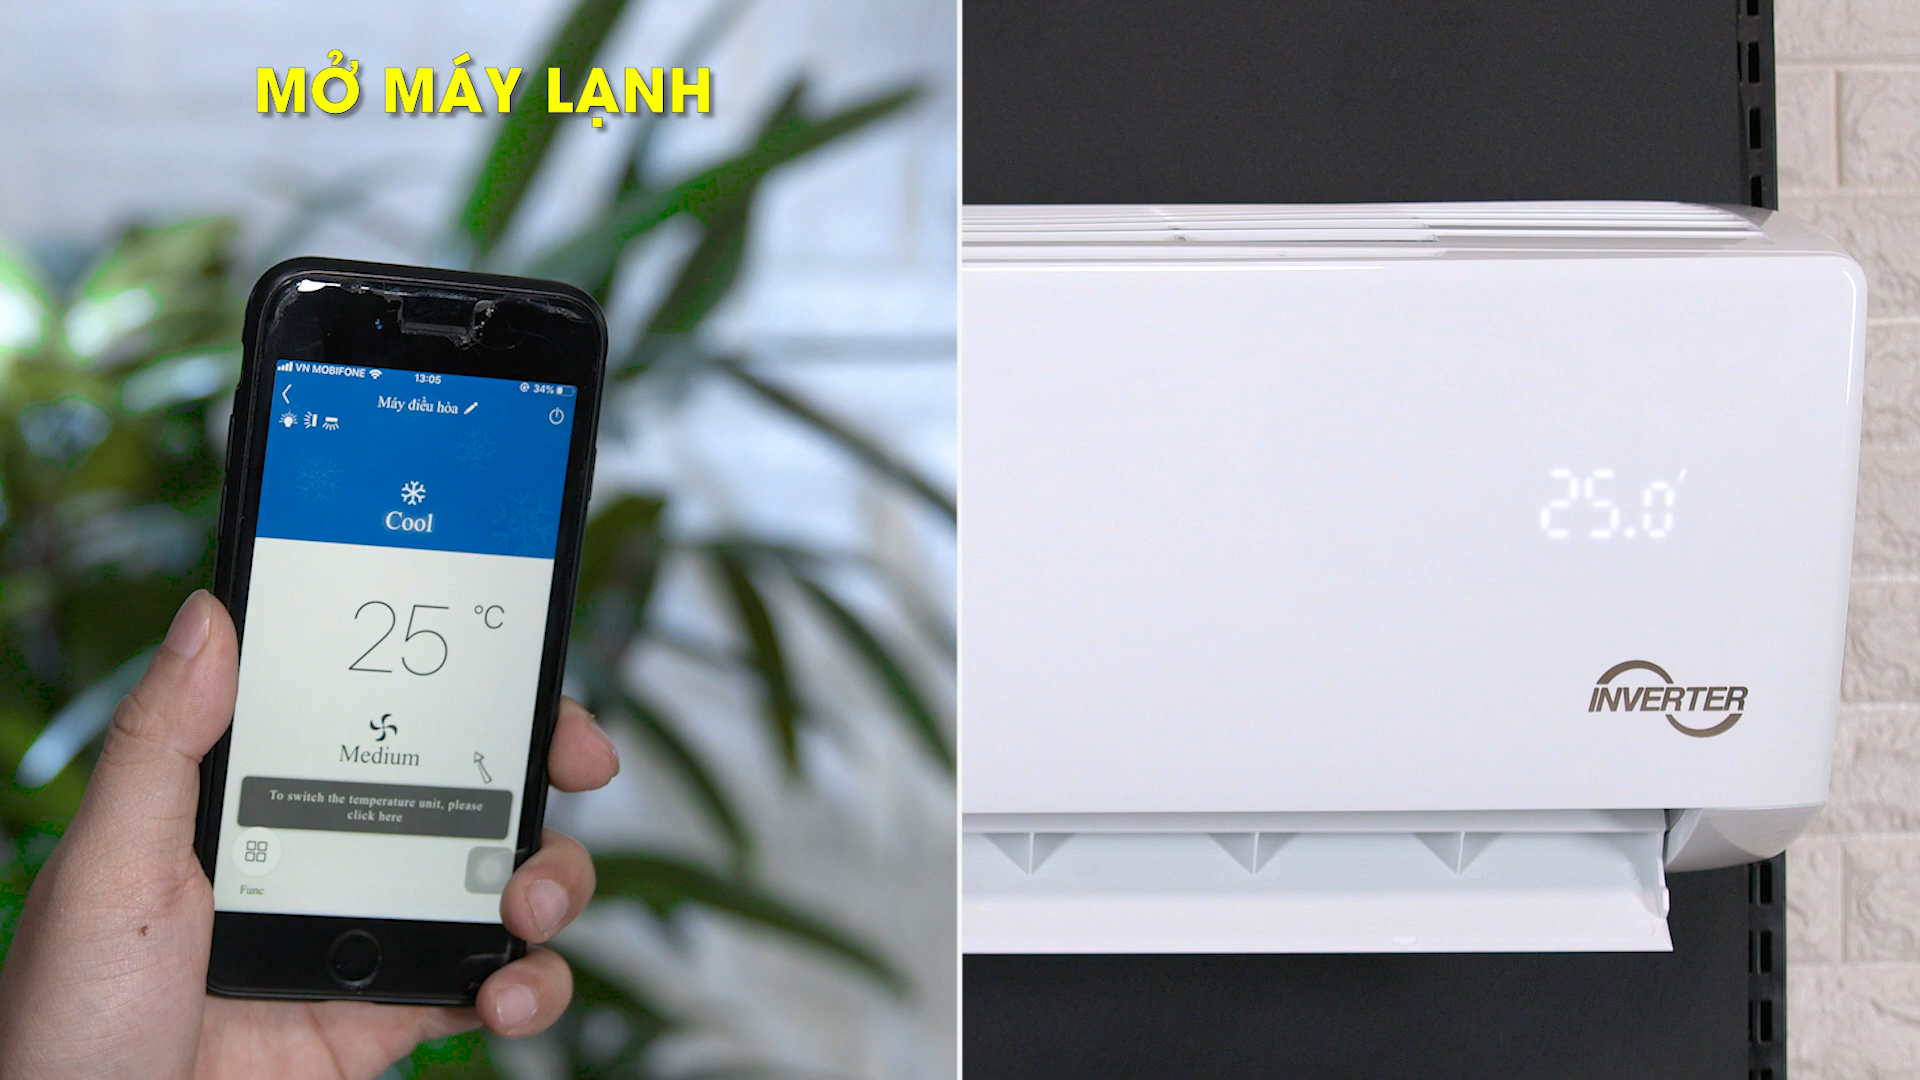 MỞ MÁY LẠNH
VN MOBIFONE 13:05 34%
Máy điều hòa
Cool
25 °C
Medium
To switch the temperature unit, please
click here
Func
25.0
INVERTER